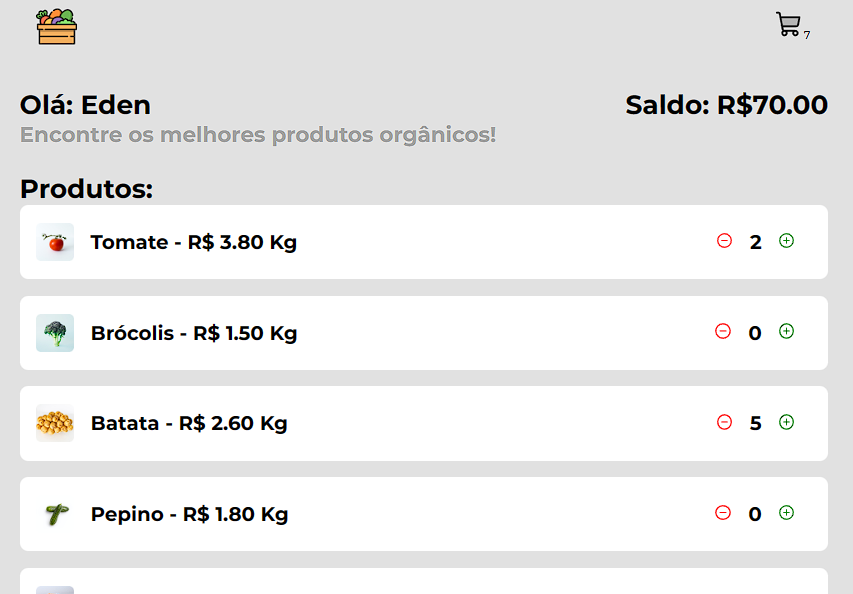 7
Olá: Eden
Saldo: R$70.00
Encontre os melhores produtos orgânicos!
Produtos:
Tomate - R$ 3.80 Kg
2
Brócolis - R$ 1.50 Kg
0
Batata - R$ 2.60 Kg
5
Pepino - R$ 1.80 Kg
0